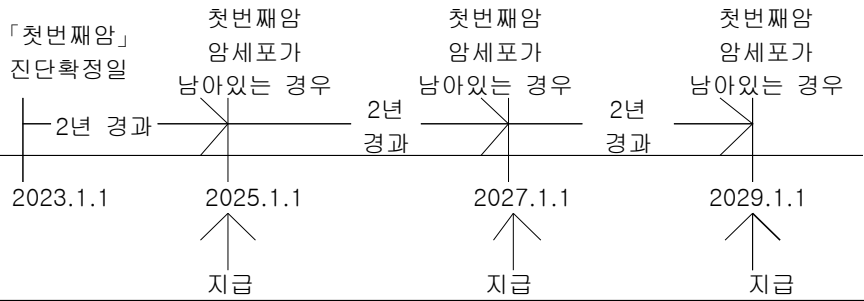 「첫번째암」
진단확정일
첫번째암
암세포가
남아있는 경우
첫번째암
암세포가
남아있는 경우
첫번째암
암세포가
남아있는 경우
2년 경과
2년
경과
2년
경과
2023.1.1
2025.1.1
2027.1.1
2029.1.1
지급
지급
지급